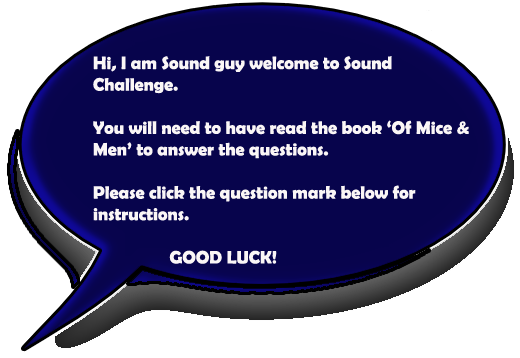 Hi, I am Sound guy welcome to Sound
Challenge.
You will need to have read the book ‘Of Mice &
Men’ to answer the questions.
Please click the question mark below for
instructions.
GOOD LUCK!